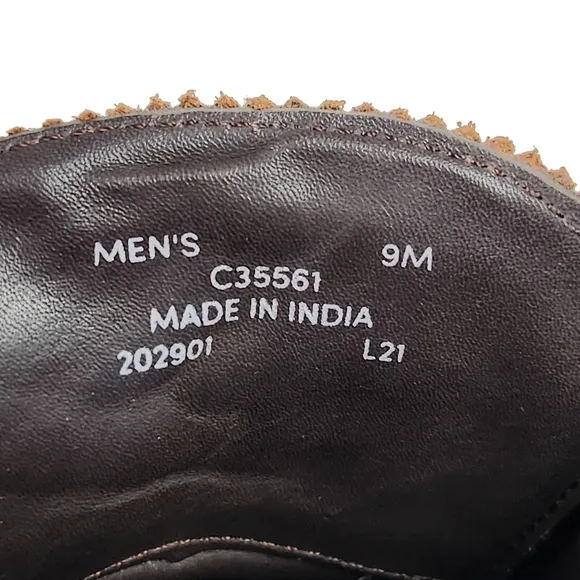 MEN'S 9M
C35561
MADE IN INDIA
202901 L21